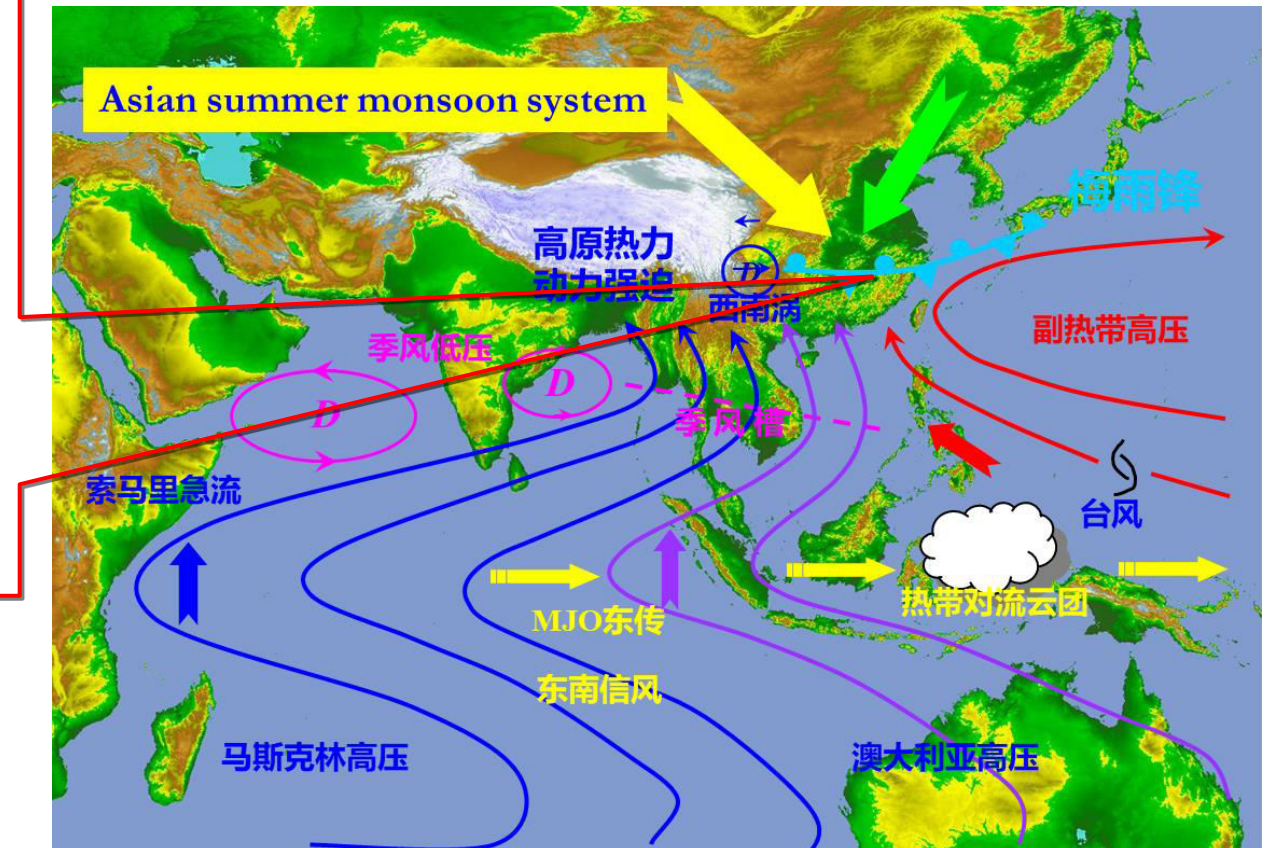 Asian summer monsoon system
梅雨锋
高原热力
动力强迫
D
西南涡
副热带高压
季风低压
D
D
季风槽
索马里急流
台风
热带对流云团
MJO东传
东南信风
马斯克林高压
澳大利亚高压